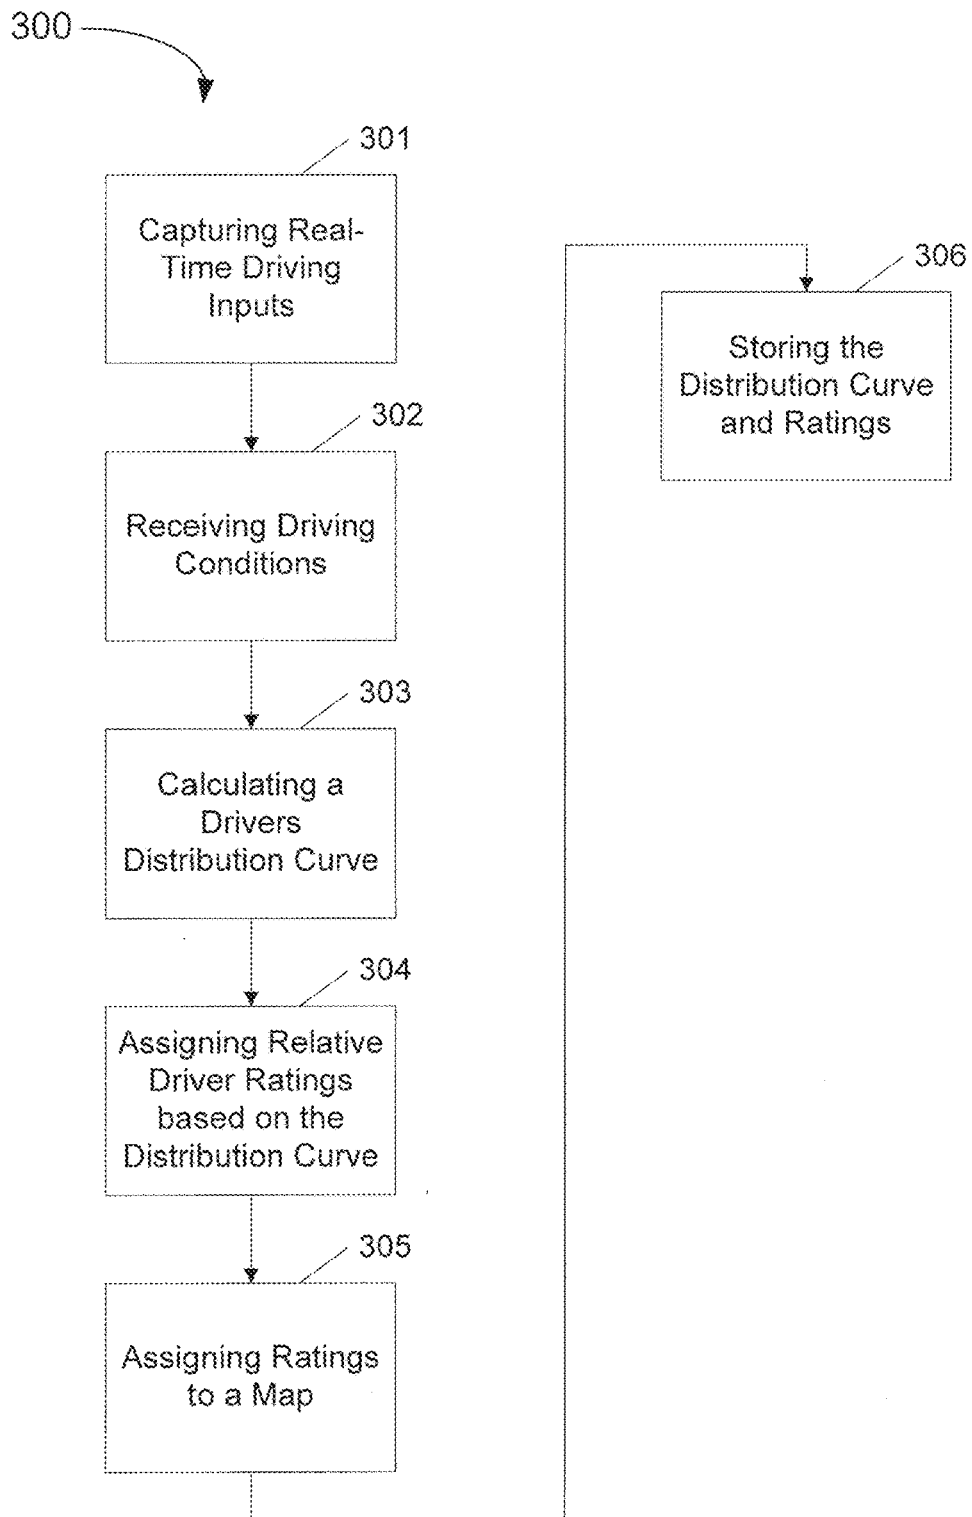 300
301
Capturing Real-
Time Driving
Inputs
302
Receiving Driving
Conditions
303
Calculating a
Drivers
Distribution Curve
304
Assigning Relative
Driver Ratings
based on the
Distribution Curve
305
Assigning Ratings
to a Map
306
Storing the
Distribution Curve
and Ratings